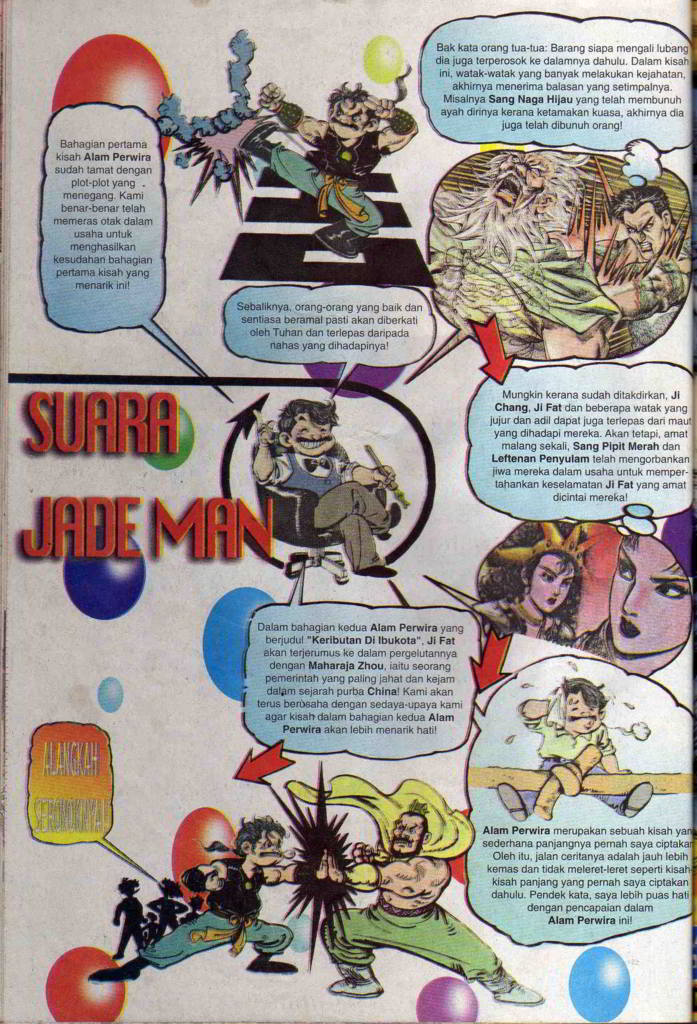 Bahagian pertama
kisah Alam Perwira
sudah tamat dengan
plot-plot yang
menegang. Kami
benar-benar telah
memeras otak dalam
usaha untuk
menghasilkan
kesudahan bahagian
pertama kisah yang
menarik ini!
Bak kata orang tua-tua: Barang siapa mengali lubang
dia juga terperosok ke dalamnya dahulu. Dalam kisah
ini, watak-watak yang banyak melakukan kejahatan,
akhirnya menerima balasan yang setimpalnya.
Misalnya Sang Naga Hijau yang telah membunuh
ayah dirinya kerana ketamakan kuasa, akhirnya dia
juga telah dibunuh orang!
Sebaliknya, orang-orang yang baik dan
sentiasa beramal pasti akan diberkati
oleh Tuhan dan terlepas daripada
nahas yang dihadapinya!
Mungkin kerana sudah ditakdirkan, Ji
Chang, Ji Fat dan beberapa watak yang
jujur dan adil dapat juga terlepas dari maut
yang dihadapi mereka. Akan tetapi, amat
malang sekali, Sang Pipit Merah dan
Leftenan Penyulam telah mengorbankan
jiwa mereka dalam usaha untuk memper-
tahankan keselamatan Ji Fat yang amat
dicintai mereka!
SUARA
JADE MAN
Dalam bahagian kedua Alam Perwira yang
berjudul "Keributan Di Ibukota", Ji Fat
akan terjerumus ke dalam pergelutannya
dengan Maharaja Zhou, iaitu seorang
pemerintah yang paling jahat dan kejam
dalam sejarah purba China! Kami akan
terus berusaha dengan sedaya-upaya kami
agar kisah dalam bahagian kedua Alam
Perwira akan lebih menarik hati!
Alam Perwira merupakan sebuah kisah yang
sederhana panjangnya pernah saya ciptakan
Oleh itu, jalan ceritanya adalah jauh lebih
kemas dan tidak meleret-leret seperti kisah-
kisah panjang yang pernah saya ciptakan
dahulu. Pendek kata, saya lebih puas hati
dengan pencapaian dalam
Alam Perwira ini!
ALANGKAH
SERONOKNYA!